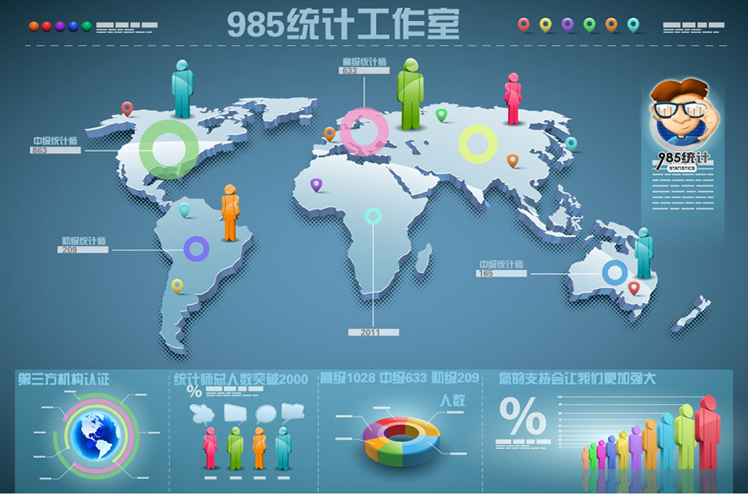 985统计工作室
高级统计师
633
中级统计师
863
985统计
STATISTICS
初级统计师
209
中级统计师
165
2011
第三方机构认证
统计师总人数突破2000
%
高级1028 中级633 初级209
人数
您的支持会让我们更加强大
%